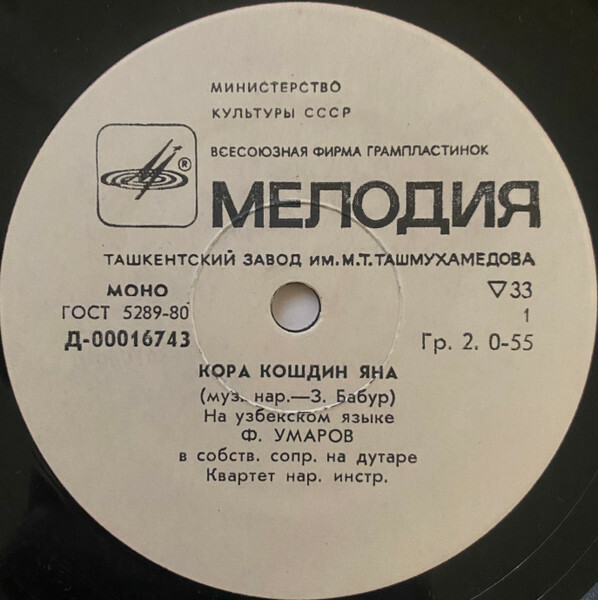 МИНИСТЕРСТВО
КУЛЬТУРЫ СССР
ВСЕСОЮЗНАЯ ФИРМА ГРАМПЛАСТИНОК
®
МЕЛОДИЯ
ТАШКЕНТСКИЙ ЗАВОД ИМ. М.Т. ТАШМУХАМЕДОВА
МОНО ▽33
ГОСТ 5289-80 1
Д-00016743 Гр. 2. 0-55
КОРА КОШДИН ЯНА
(муз. нар.—З. Бабур)
На узбекском языке
Ф. УМАРОВ
в собств. сопр. на дутаре
Квартет нар. инстр.